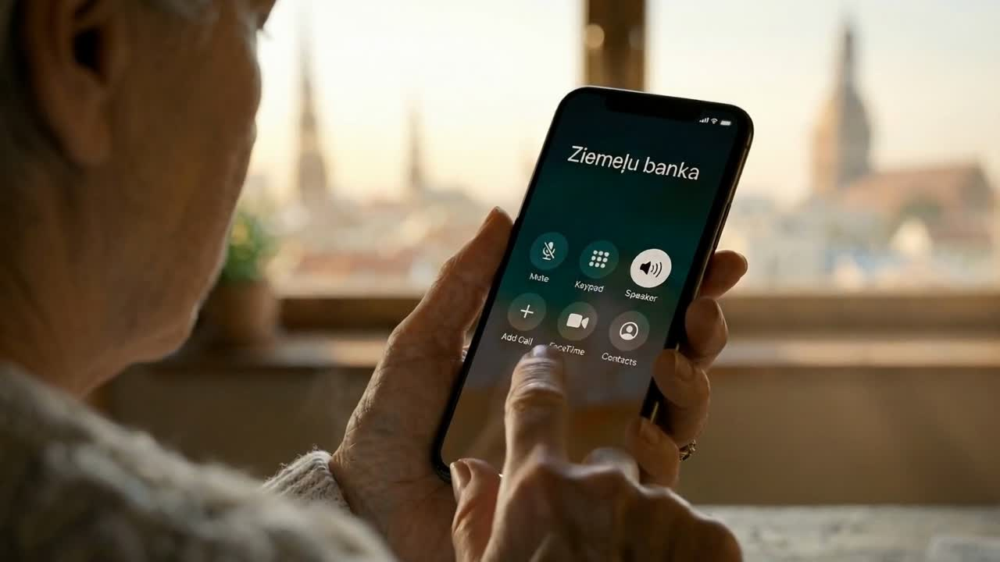 Ziemeļu banka
Mute Keypad Speaker
Add Call FaceTime Contacts